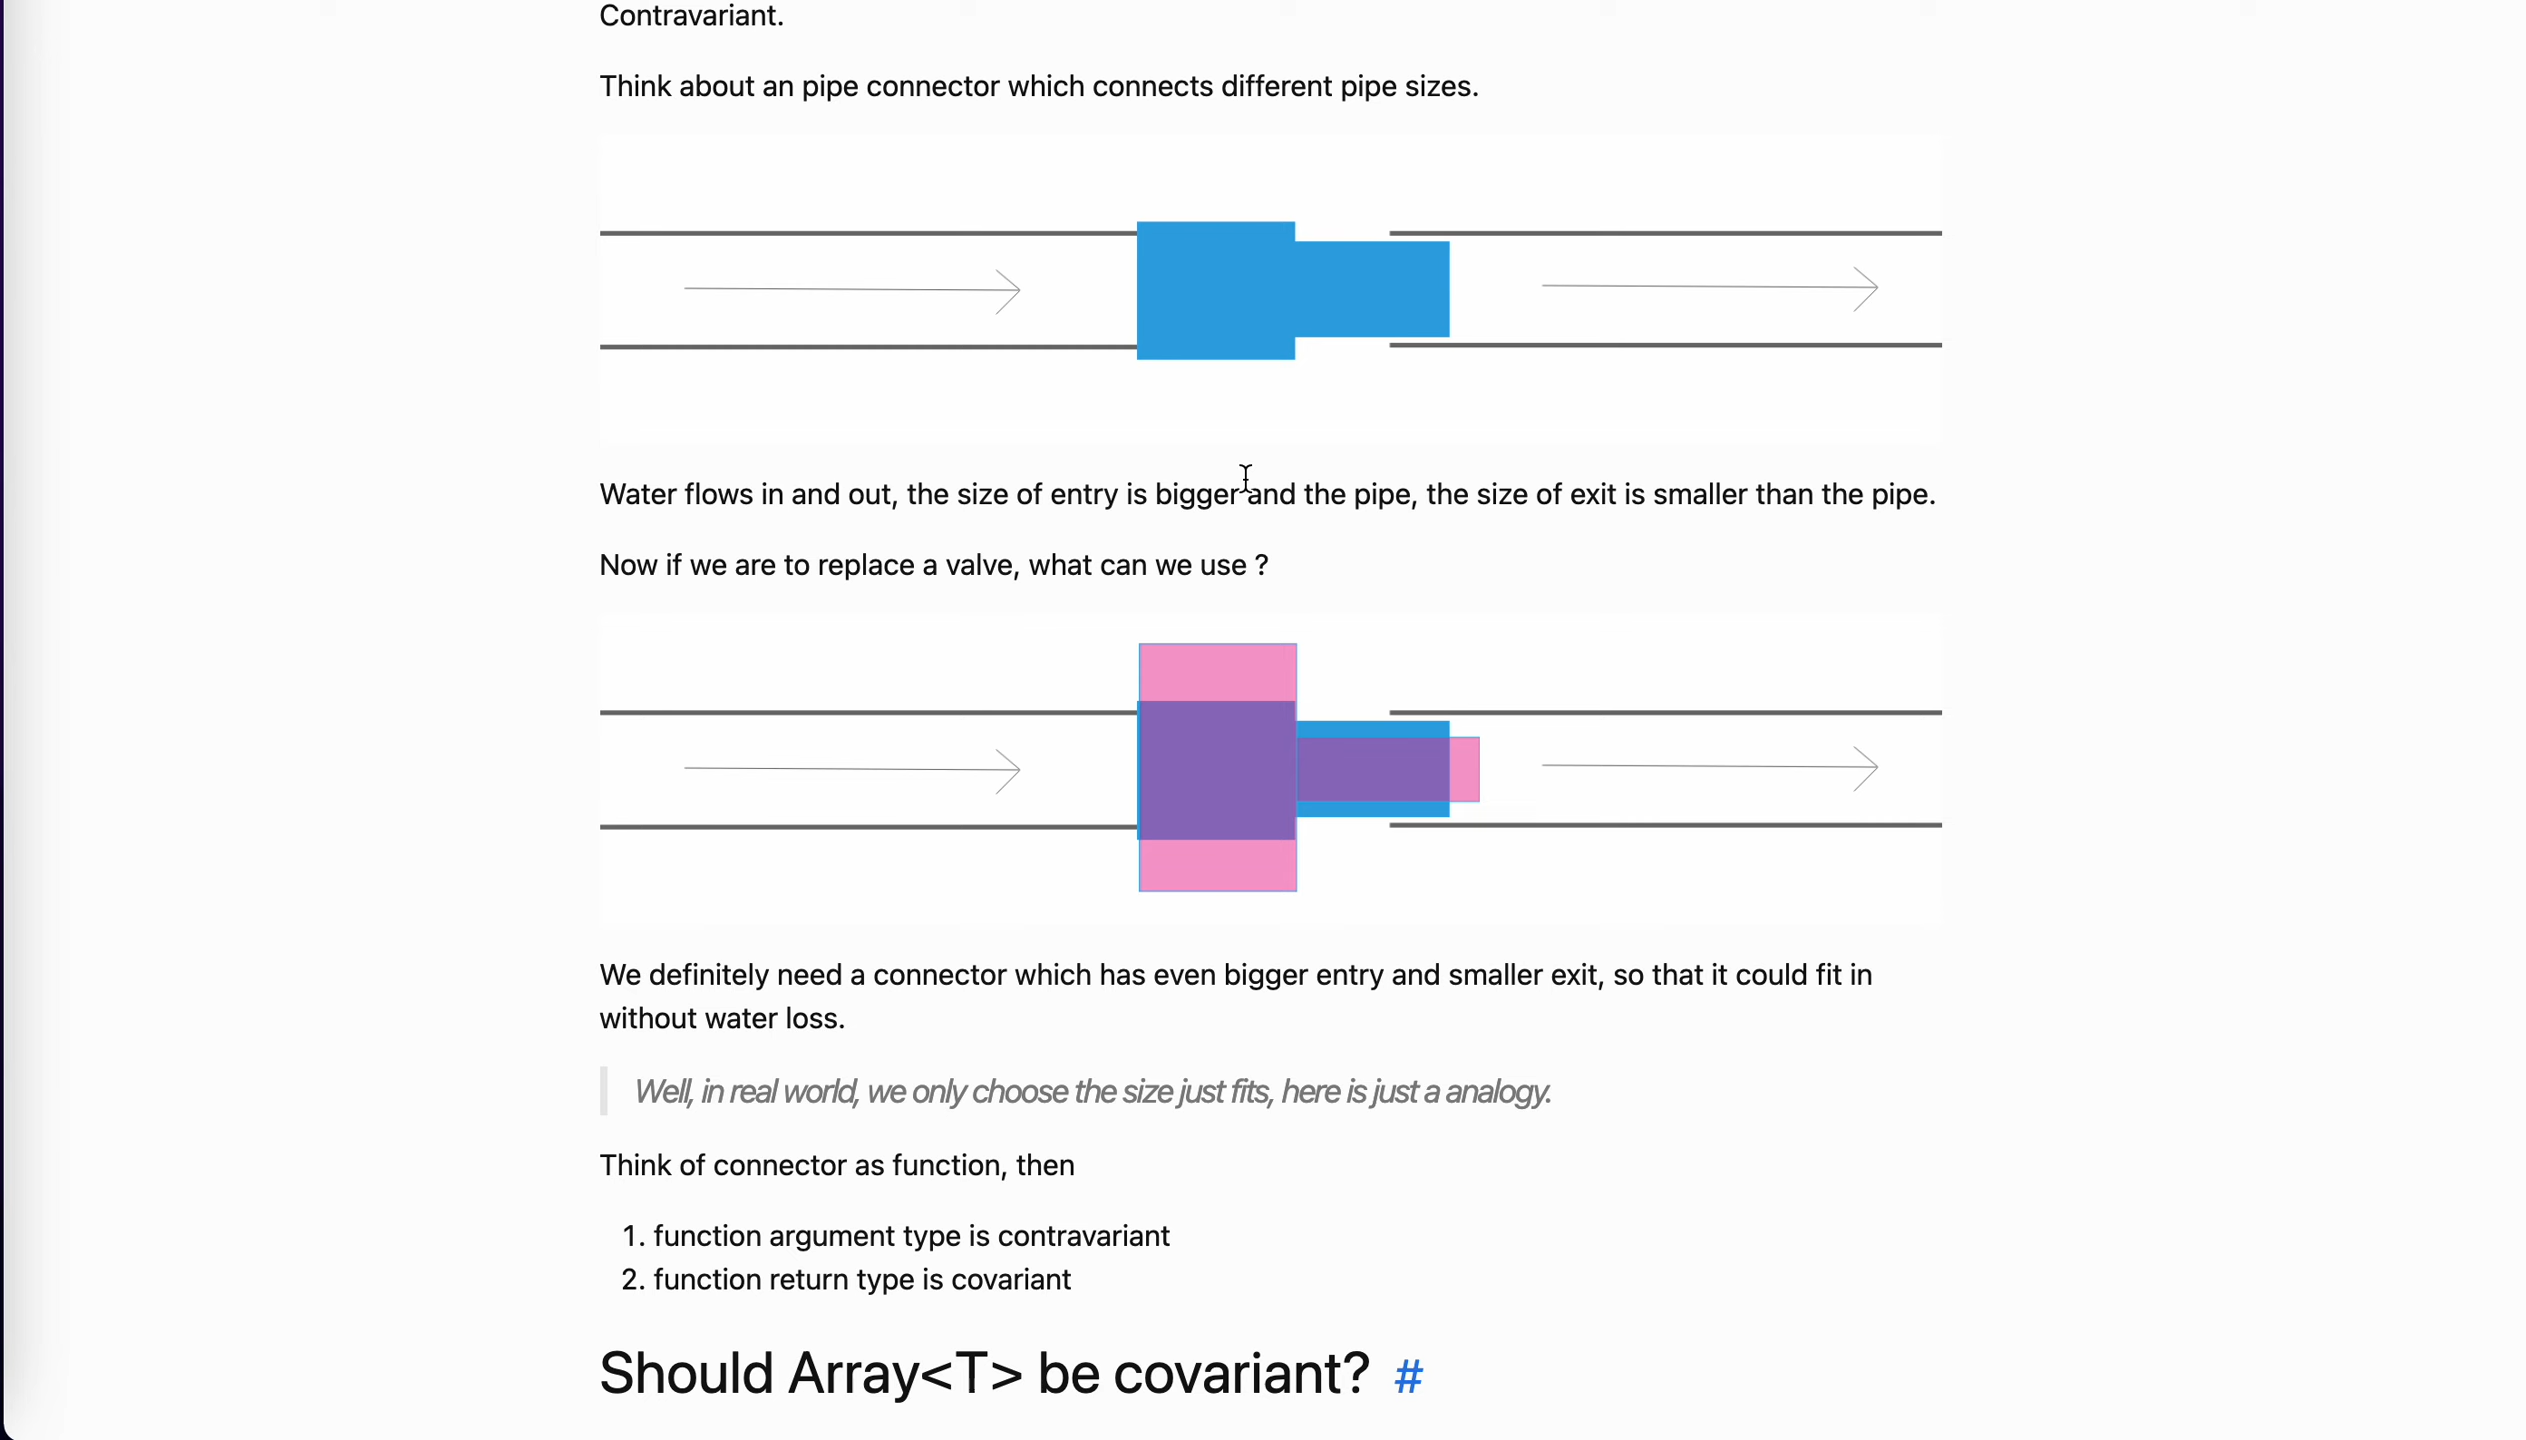 Contravariant.
Think about an pipe connector which connects different pipe sizes.
Water flows in and out, the size of entry is bigger and the pipe, the size of exit is smaller than the pipe.
Now if we are to replace a valve, what can we use ?
We definitely need a connector which has even bigger entry and smaller exit, so that it could fit in
without water loss.
Well, in real world, we only choose the size just fits, here is just a analogy.
Think of connector as function, then
1. function argument type is contravariant
2. function return type is covariant
Should Array<T> be covariant? #